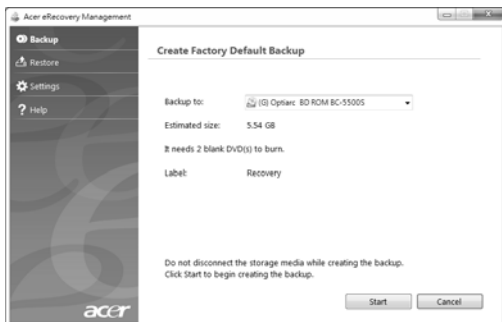 Acer eRecovery Management
Backup
Restore
Settings
Help
Create Factory Default Backup
Backup to: (G) Optiarc BD ROM BC-5500S
Estimated size: 5.54 GB
It needs 2 blank DVD(s) to burn.
Label: Recovery
Do not disconnect the storage media while creating the backup.
Click Start to begin creating the backup.
Start Cancel
acer